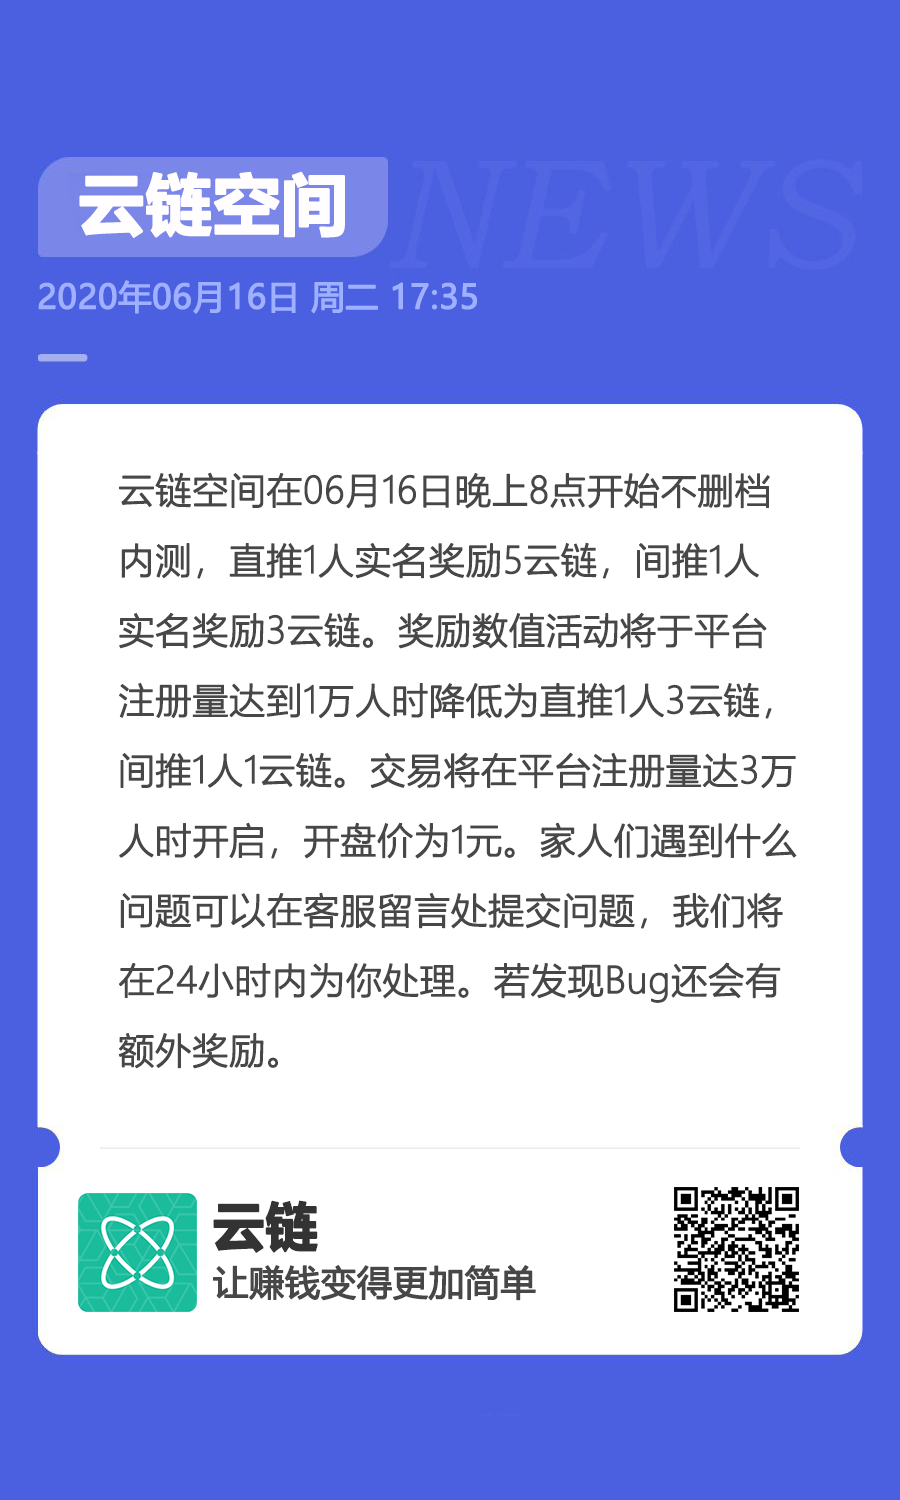 云链空间
NEWS
2020年06月16日 周二 17:35
云链空间在06月16日晚上8点开始不删档
内测，直推1人实名奖励5云链，间推1人
实名奖励3云链。奖励数值活动将于平台
注册量达到1万人时降低为直推1人3云链，
间推1人1云链。交易将在平台注册量达3万
人时开启，开盘价为1元。家人们遇到什么
问题可以在客服留言处提交问题，我们将
在24小时内为你处理。若发现Bug还会有
额外奖励。
云链
让赚钱变得更加简单